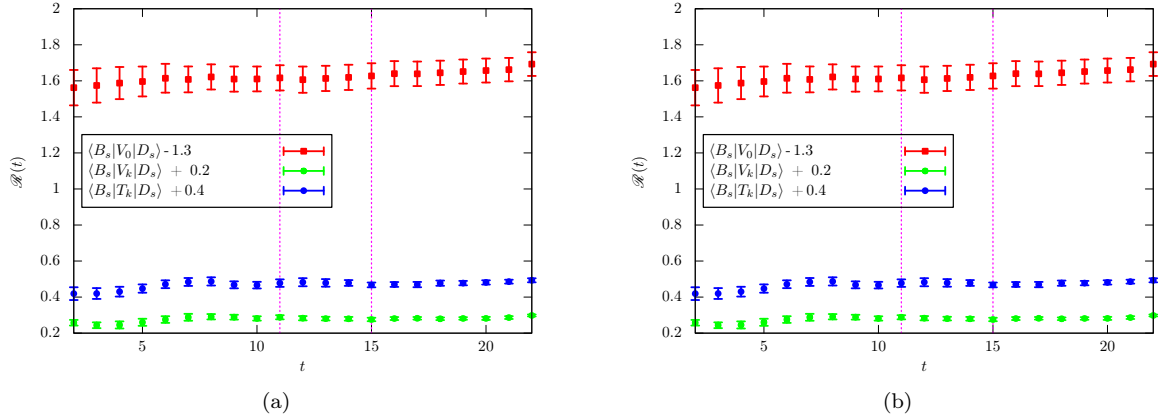 2
1.8
1.6
1.4
1.2
1
0.8
0.6
0.4
0.2
ℛ(t)
⟨B_s|V_0|D_s⟩ - 1.3
⟨B_s|V_k|D_s⟩ + 0.2
⟨B_s|T_k|D_s⟩ + 0.4
5 10 15 20
t
(a)
2
1.8
1.6
1.4
1.2
1
0.8
0.6
0.4
0.2
ℛ(t)
⟨B_s|V_0|D_s⟩ - 1.3
⟨B_s|V_k|D_s⟩ + 0.2
⟨B_s|T_k|D_s⟩ + 0.4
5 10 15 20
t
(b)